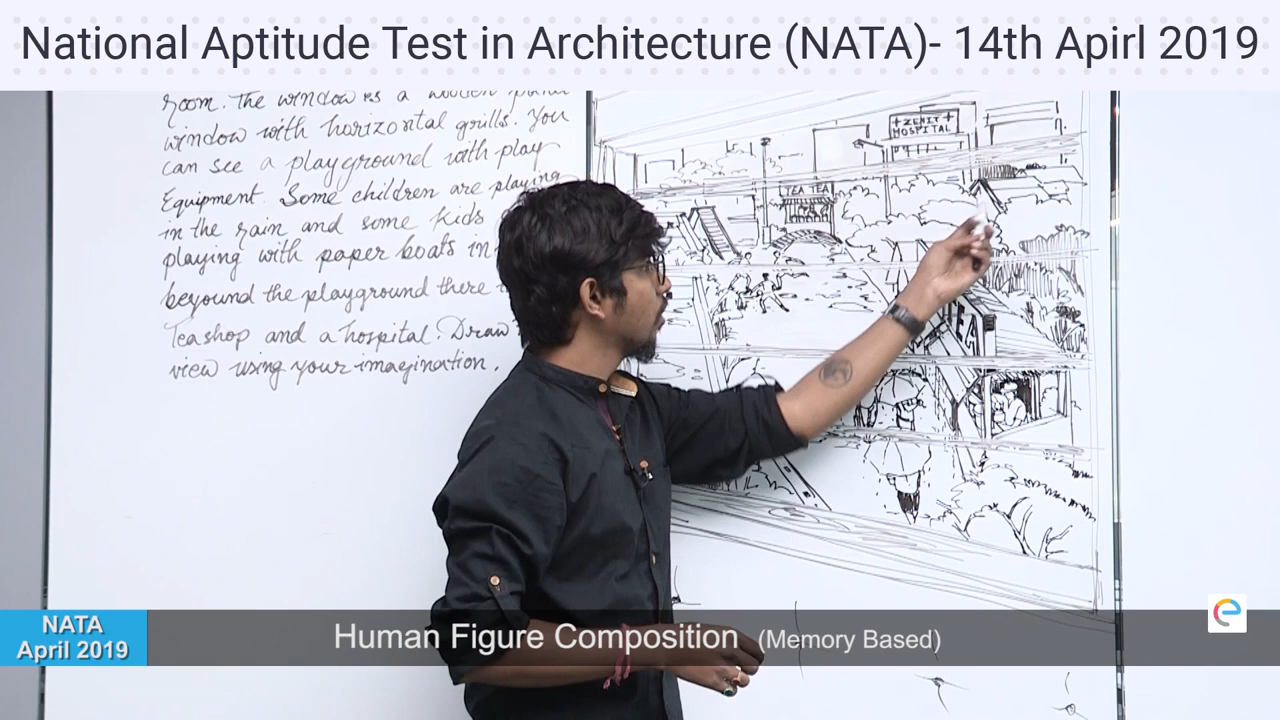 National Aptitude Test in Architecture (NATA)- 14th Apirl 2019
room. The window is a wooden
window with horizontal grills. You
can see a playground with play
Equipment. Some children are playing
in the rain and some kids
playing with paper boats in
beyound the playground there
Teashop and a hospital. Draw
view using your imagination.
+ ZENIT +
HOSPITAL
TEA TEA
TEA
NATA
April 2019
Human Figure Composition (Memory Based)